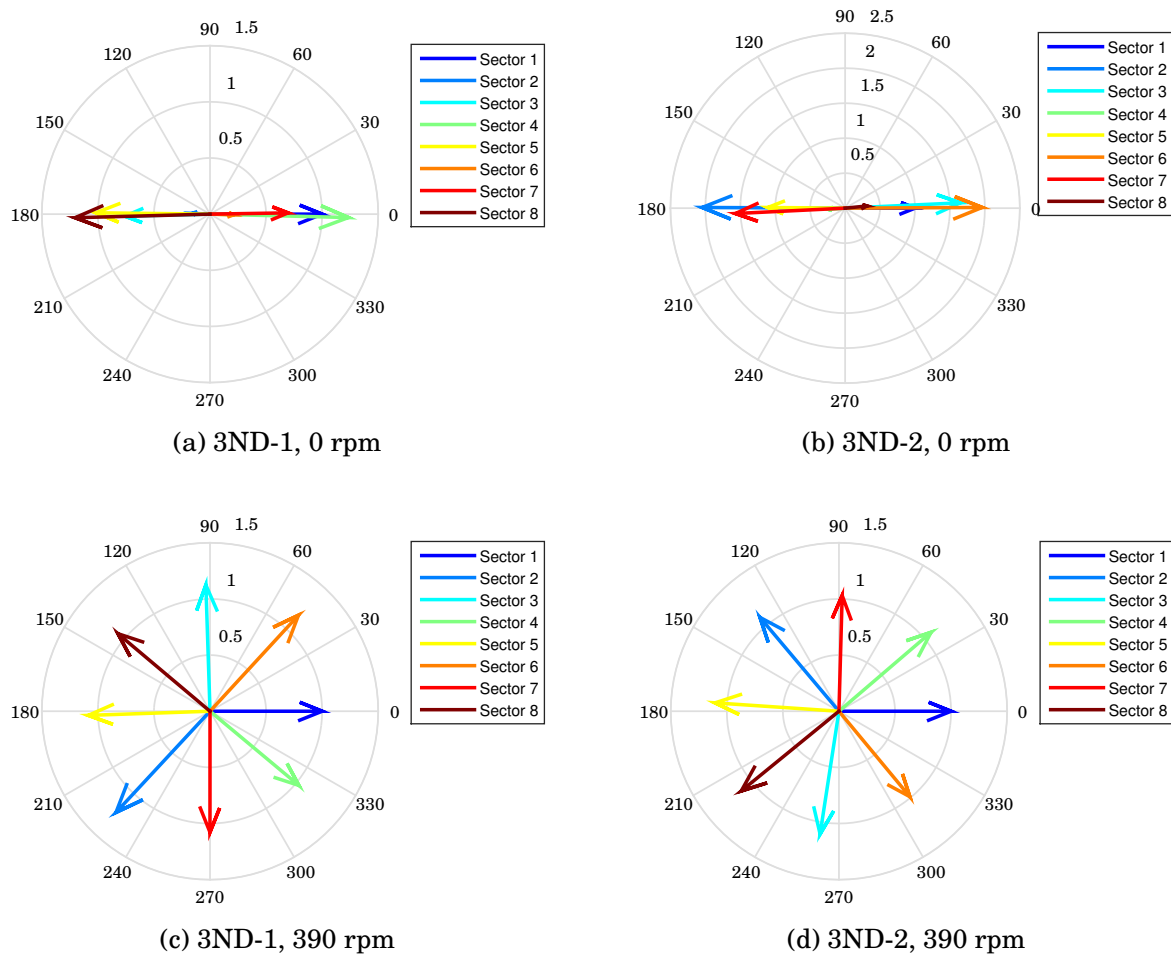 90
1.5
120
60
1
150
0.5
30
180
0
210
330
240
300
270
Sector 1
Sector 2
Sector 3
Sector 4
Sector 5
Sector 6
Sector 7
Sector 8
(a) 3ND-1, 0 rpm
90
2.5
120
60
2
1.5
150
1
30
0.5
180
0
210
330
240
300
270
Sector 1
Sector 2
Sector 3
Sector 4
Sector 5
Sector 6
Sector 7
Sector 8
(b) 3ND-2, 0 rpm
90
1.5
120
60
1
150
0.5
30
180
0
210
330
240
300
270
Sector 1
Sector 2
Sector 3
Sector 4
Sector 5
Sector 6
Sector 7
Sector 8
(c) 3ND-1, 390 rpm
90
1.5
120
60
1
150
0.5
30
180
0
210
330
240
300
270
Sector 1
Sector 2
Sector 3
Sector 4
Sector 5
Sector 6
Sector 7
Sector 8
(d) 3ND-2, 390 rpm